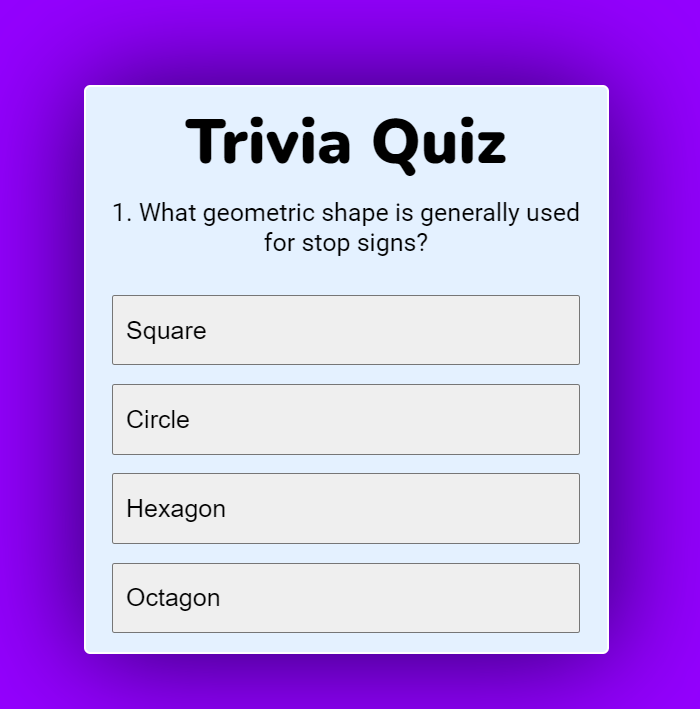 Trivia Quiz
1. What geometric shape is generally used
for stop signs?
Square
Circle
Hexagon
Octagon